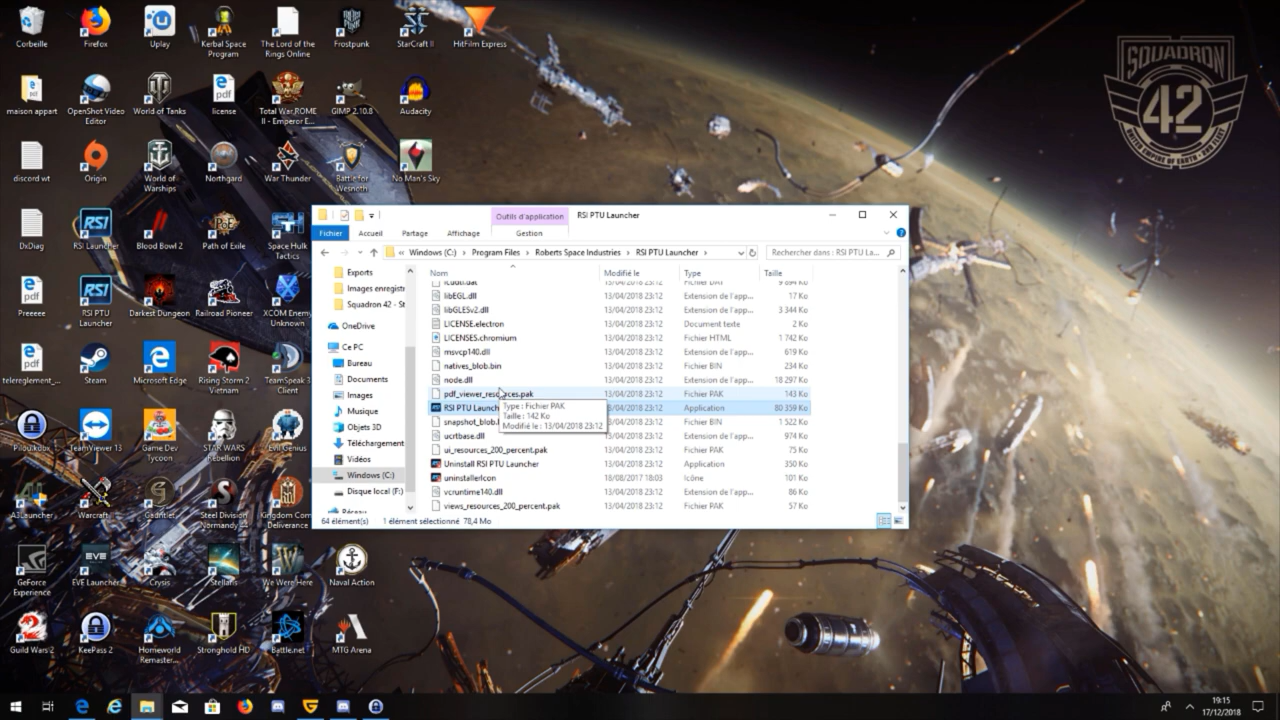 Corbeille
Firefox
Uplay
Kerbal Space
Program
The Lord of the
Rings Online
Frostpunk
StarCraft II
HitFilm Express
maison appart
OpenShot Video
Editor
World of Tanks
license
Total War ROME
II - Emperor E...
GIMP 2.10.8
Audacity
discord wt
Origin
World of
Warships
Northgard
War Thunder
Battle for
Wesnoth
No Man's Sky
DxDiag
RSI Launcher
Blood Bowl 2
Path of Exile
Space Hulk
Tactics
Preeeee
RSI PTU
Launcher
Darkest Dungeon
Railroad Pioneer
XCOM Enemy
Unknown
telereglement_...
Steam
Microsoft Edge
Rising Storm 2
Vietnam
TeamSpeak 3
Client
TeamViewer 13
Game Dev
Tycoon
STAR WARS
Rebellion
Evil Genius
A3Launcher
Warcraft
Gauntlet
Steel Division
Normandy 44
Kingdom Come
Deliverance
GeForce
Experience
EVE Launcher
Crysis
Stellaris
We Were Here
Naval Action
Guild Wars 2
KeePass 2
Homeworld
Remaster...
Stronghold HD
Battle.net
MTG Arena
SQUADRON
42
Outils d'application
RSI PTU Launcher
Fichier
Accueil
Partage
Affichage
Gestion
« Windows (C:) > Program Files > Roberts Space Industries > RSI PTU Launcher >
Rechercher dans : RSI PTU La...
Exports
Images enregistr
Squadron 42 - St
OneDrive
Ce PC
Bureau
Documents
Images
Musique
Objets 3D
Téléchargement
Vidéos
Windows (C:)
Disque local (F:)
Réseau
Nom Modifié le Type Taille
icudtl.dat 13/04/2018 23:12 Fichier DAT
libEGL.dll 13/04/2018 23:12 Extension de l'app... 17 Ko
libGLESv2.dll 13/04/2018 23:12 Extension de l'app... 3 344 Ko
LICENSE.electron 13/04/2018 23:12 Document texte 2 Ko
LICENSES.chromium 13/04/2018 23:12 Fichier HTML 1 742 Ko
msvcp140.dll 13/04/2018 23:12 Extension de l'app... 619 Ko
natives_blob.bin 13/04/2018 23:12 Fichier BIN 234 Ko
node.dll 13/04/2018 23:12 Extension de l'app... 18 297 Ko
pdf_viewer_resources.pak 13/04/2018 23:12 Fichier PAK 143 Ko
RSI PTU Launch 23:12 Application 80 359 Ko
snapshot_blob. 23:12 Fichier BIN 1 522 Ko
ucrtbase.dll 13/04/2018 23:12 Extension de l'app... 974 Ko
ui_resources_200_percent.pak 13/04/2018 23:12 Fichier PAK 75 Ko
Uninstall RSI PTU Launcher 13/04/2018 23:12 Application 350 Ko
uninstallerIcon 18/08/2017 18:03 Icône 101 Ko
vcruntime140.dll 13/04/2018 23:12 Extension de l'app... 86 Ko
views_resources_200_percent.pak 13/04/2018 23:12 Fichier PAK 57 Ko
Type : Fichier PAK
Taille : 142 Ko
Modifié le : 13/04/2018 23:12
64 élément(s) 1 élément sélectionné 78,4 Mo
19:15
17/12/2018